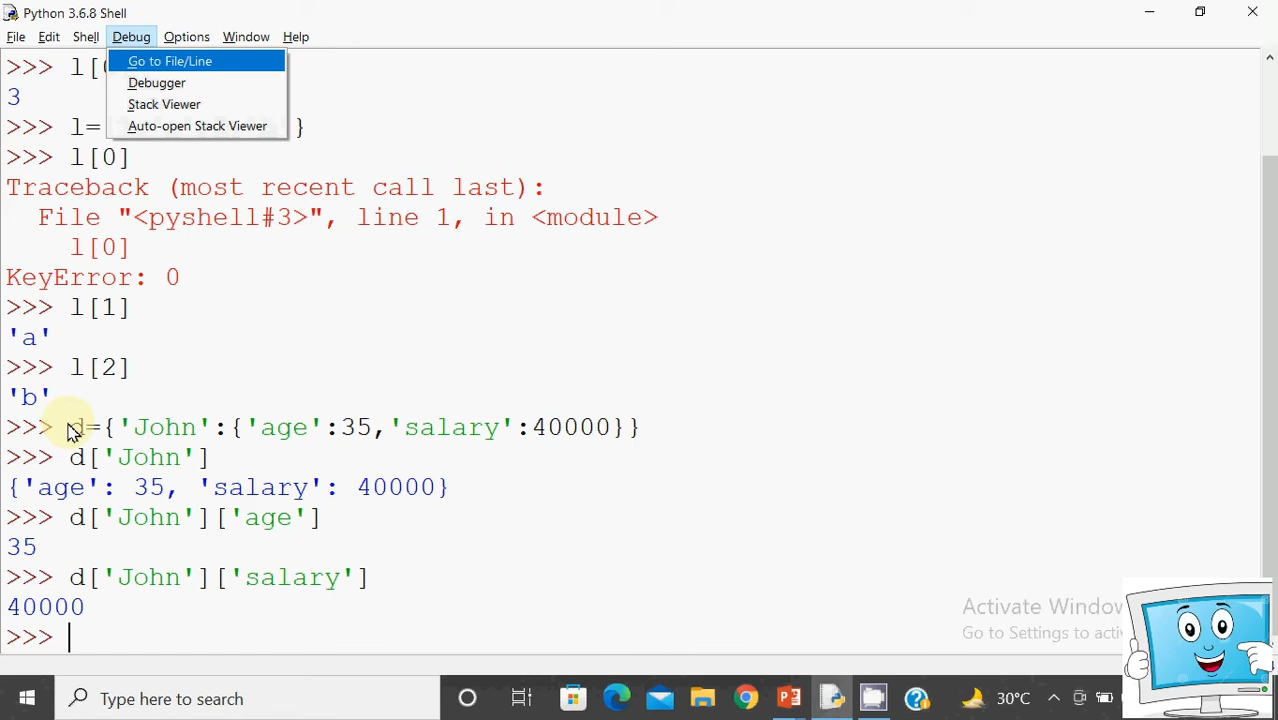 Python 3.6.8 Shell
File Edit Shell Debug Options Window Help
Go to File/Line
Debugger
Stack Viewer
Auto-open Stack Viewer
>>> l[
3
>>> l= }
>>> l[0]
Traceback (most recent call last):
File "<pyshell#3>", line 1, in <module>
l[0]
KeyError: 0
>>> l[1]
'a'
>>> l[2]
'b'
>>> d={'John':{'age':35,'salary':40000}}
>>> d['John']
{'age': 35, 'salary': 40000}
>>> d['John']['age']
35
>>> d['John']['salary']
40000
>>>
Activate Windo
Go to Settings to acti
Type here to search
30°C